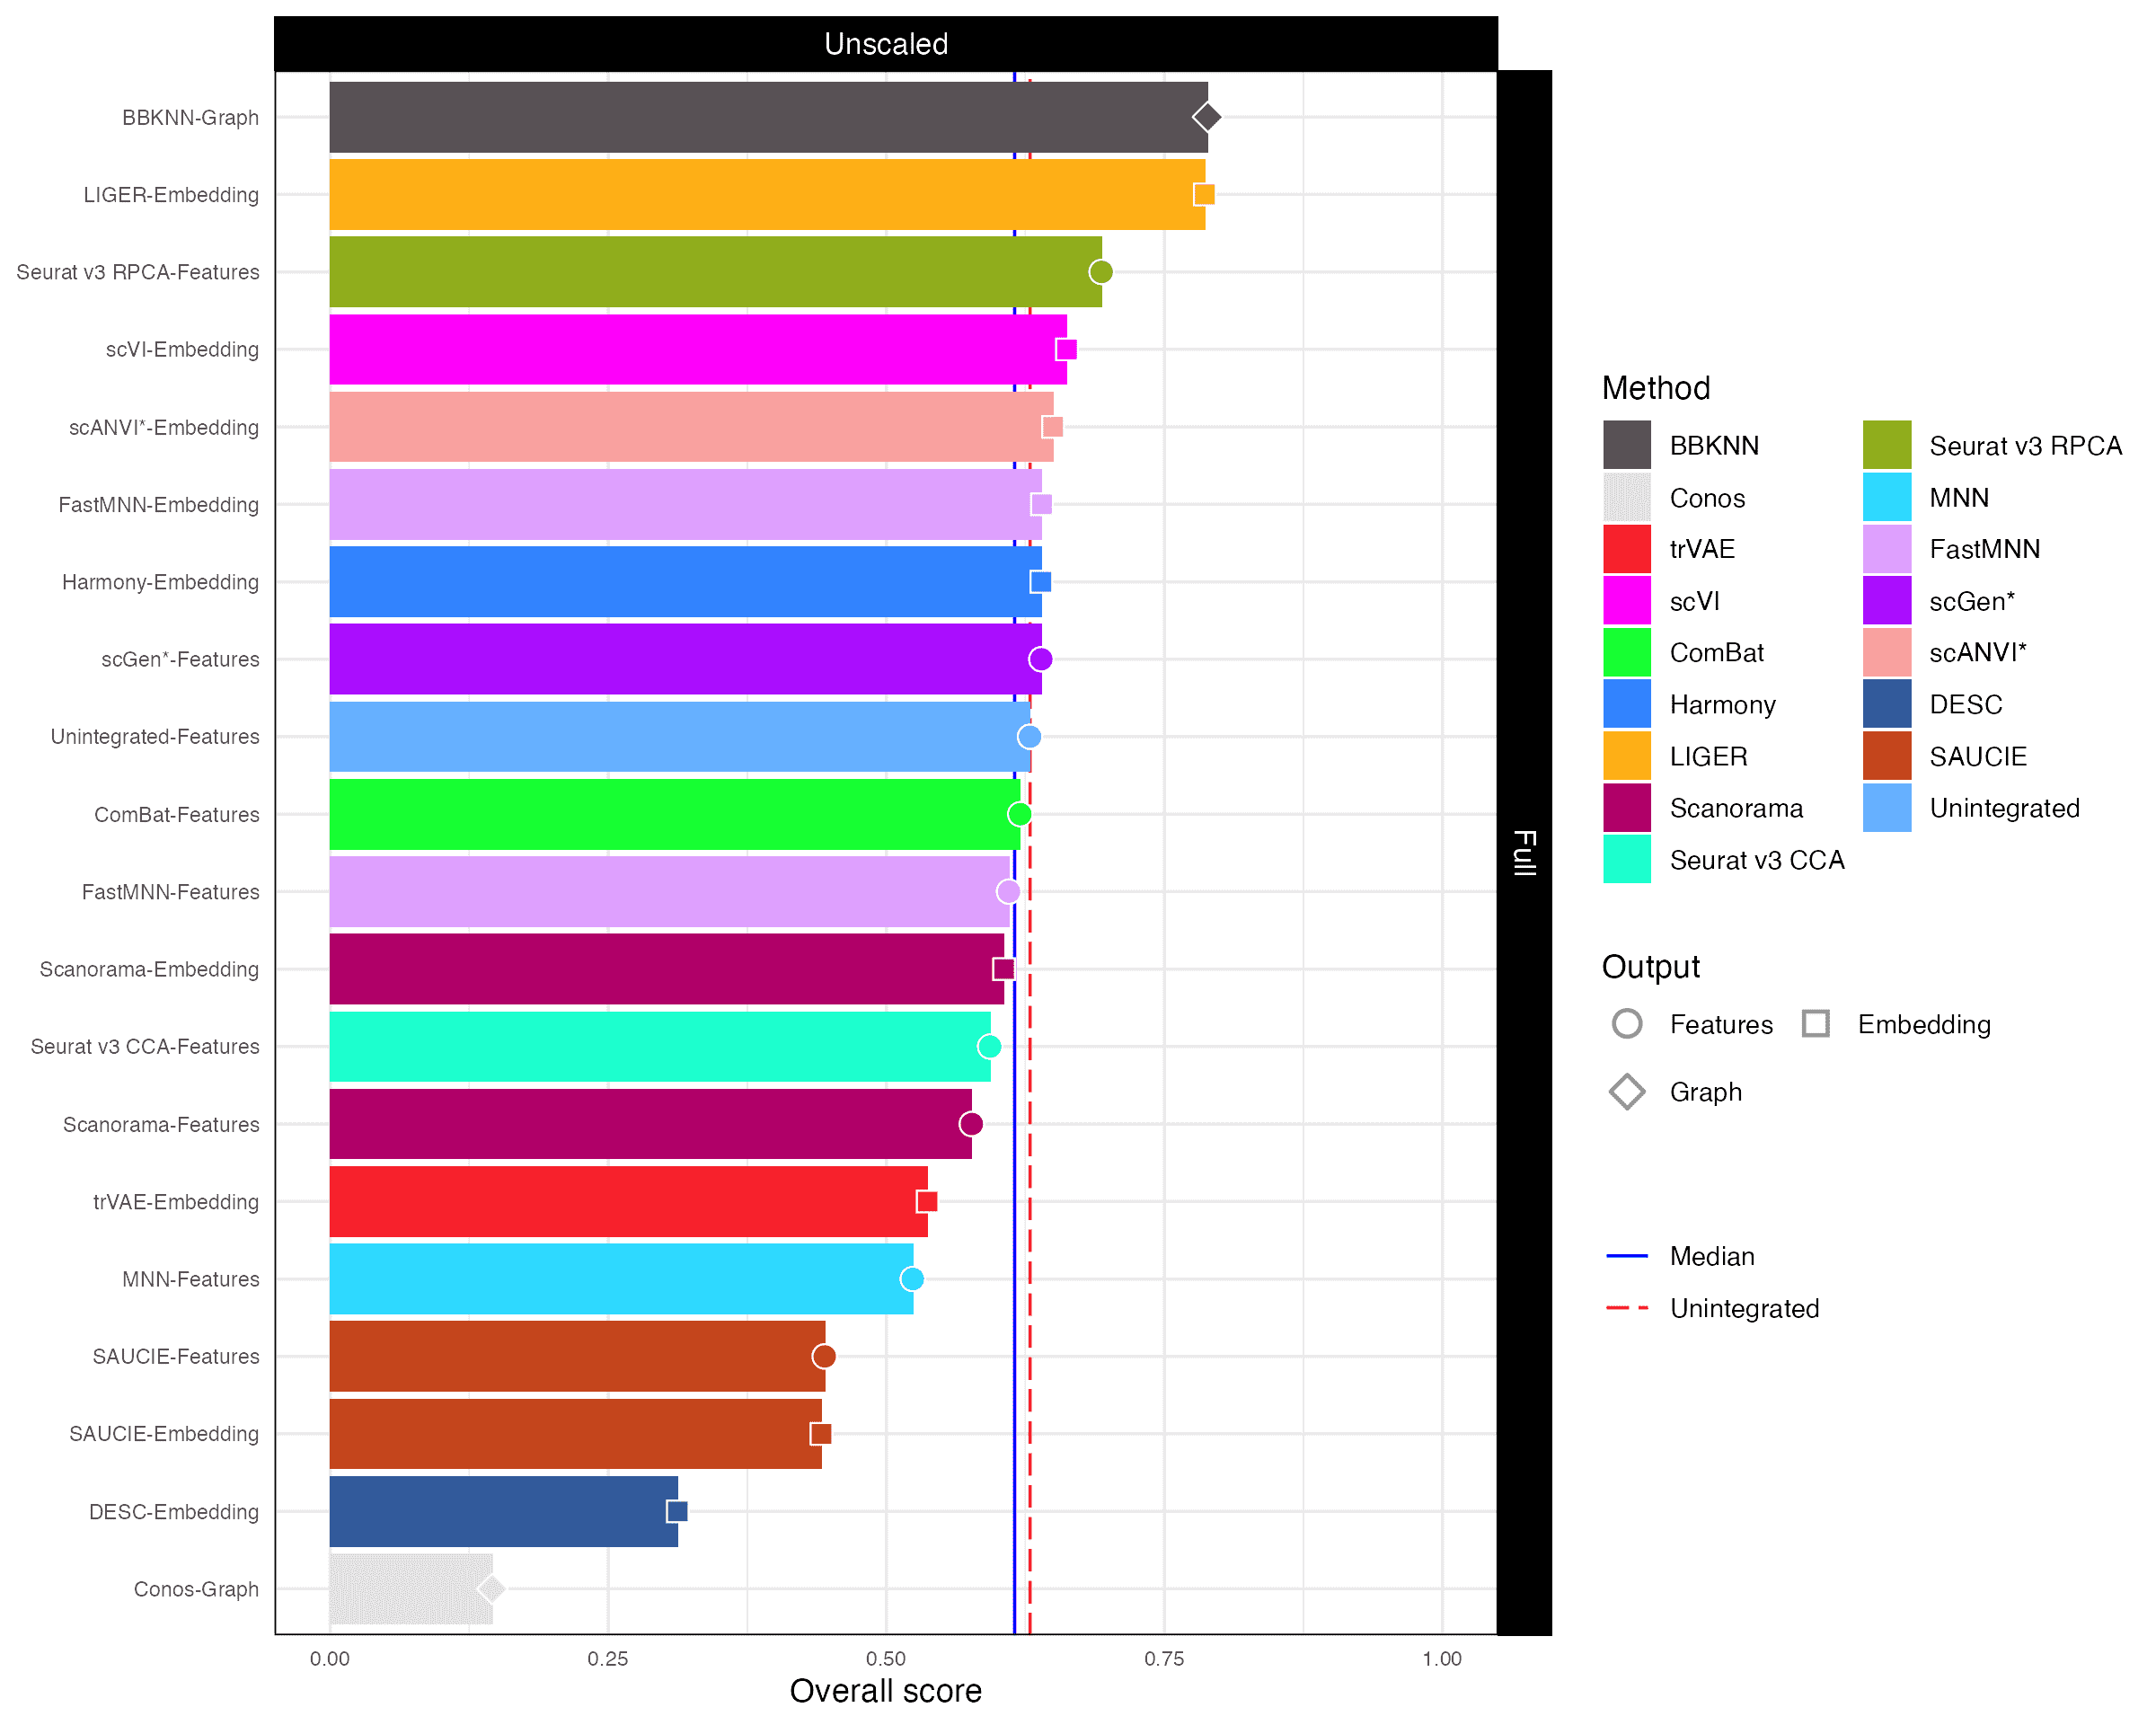 Unscaled
BBKNN-Graph
LIGER-Embedding
Seurat v3 RPCA-Features
scVI-Embedding
scANVI*-Embedding
FastMNN-Embedding
Harmony-Embedding
scGen*-Features
Unintegrated-Features
ComBat-Features
FastMNN-Features
Scanorama-Embedding
Seurat v3 CCA-Features
Scanorama-Features
trVAE-Embedding
MNN-Features
SAUCIE-Features
SAUCIE-Embedding
DESC-Embedding
Conos-Graph
0.00 0.25 0.50 0.75 1.00
Overall score
Full
Method
BBKNN
Conos
trVAE
scVI
ComBat
Harmony
LIGER
Scanorama
Seurat v3 CCA
Seurat v3 RPCA
MNN
FastMNN
scGen*
scANVI*
DESC
SAUCIE
Unintegrated
Output
Features Embedding
Graph
Median
Unintegrated